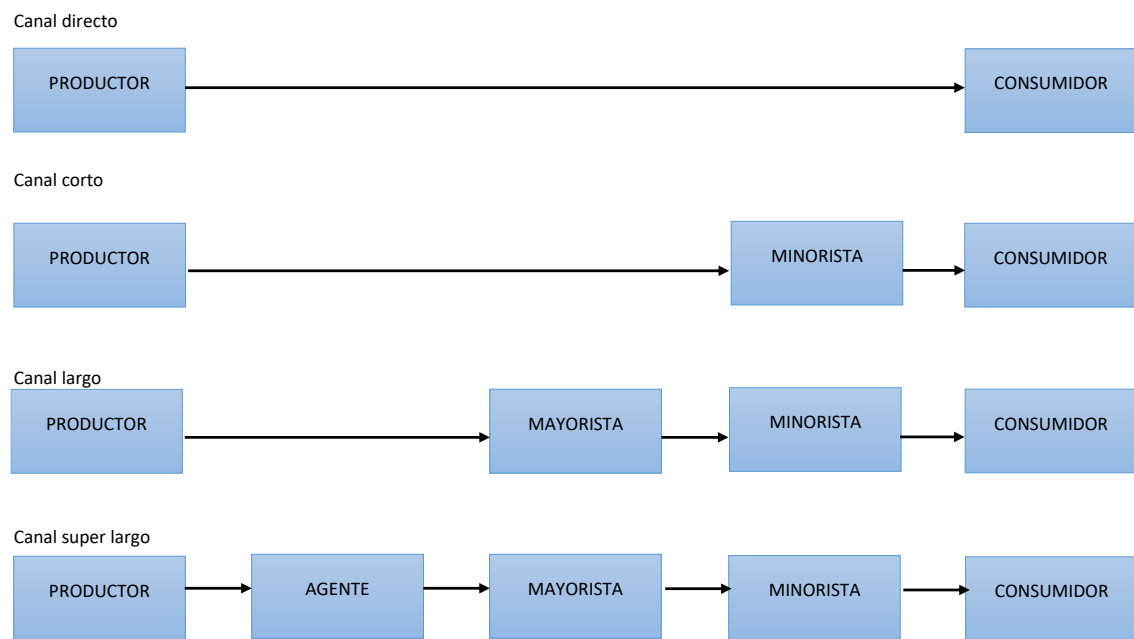 Canal directo
PRODUCTOR CONSUMIDOR
Canal corto
PRODUCTOR MINORISTA CONSUMIDOR
Canal largo
PRODUCTOR MAYORISTA MINORISTA CONSUMIDOR
Canal super largo
PRODUCTOR AGENTE MAYORISTA MINORISTA CONSUMIDOR